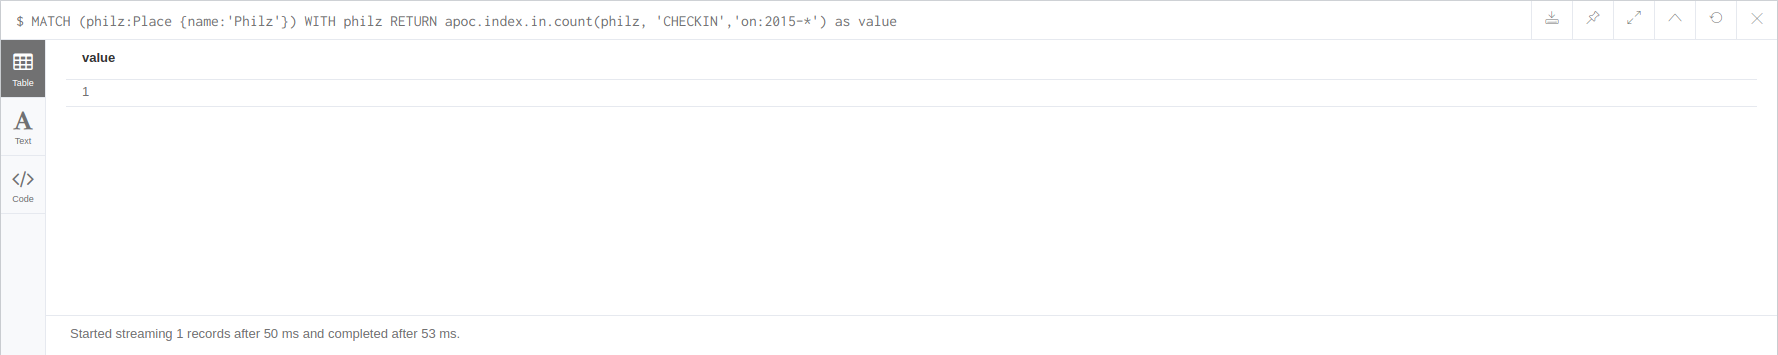 $ MATCH (philz:Place {name:'Philz'}) WITH philz RETURN apoc.index.in.count(philz, 'CHECKIN','on:2015-*') as value
value
Table
1
Text
Code
Started streaming 1 records after 50 ms and completed after 53 ms.